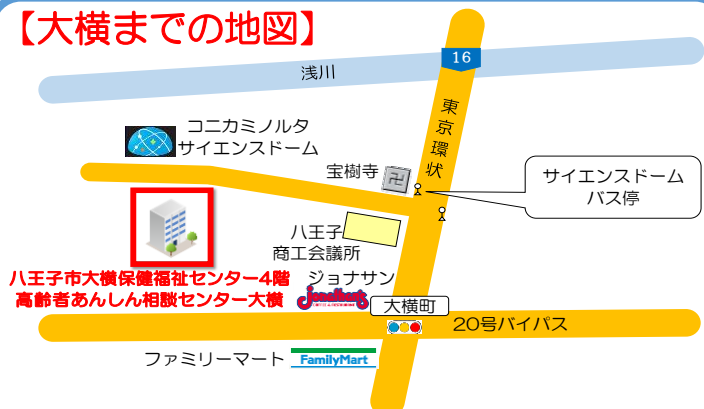 【大横までの地図】
16
浅川
東京環状
コニカミノルタ
サイエンスドーム
宝樹寺
卍
サイエンスドーム
バス停
八王子
商工会議所
八王子市大横保健福祉センター4階
高齢者あんしん相談センター大横
ジョナサン
Jonathan's
大横町
20号バイパス
ファミリーマート
FamilyMart